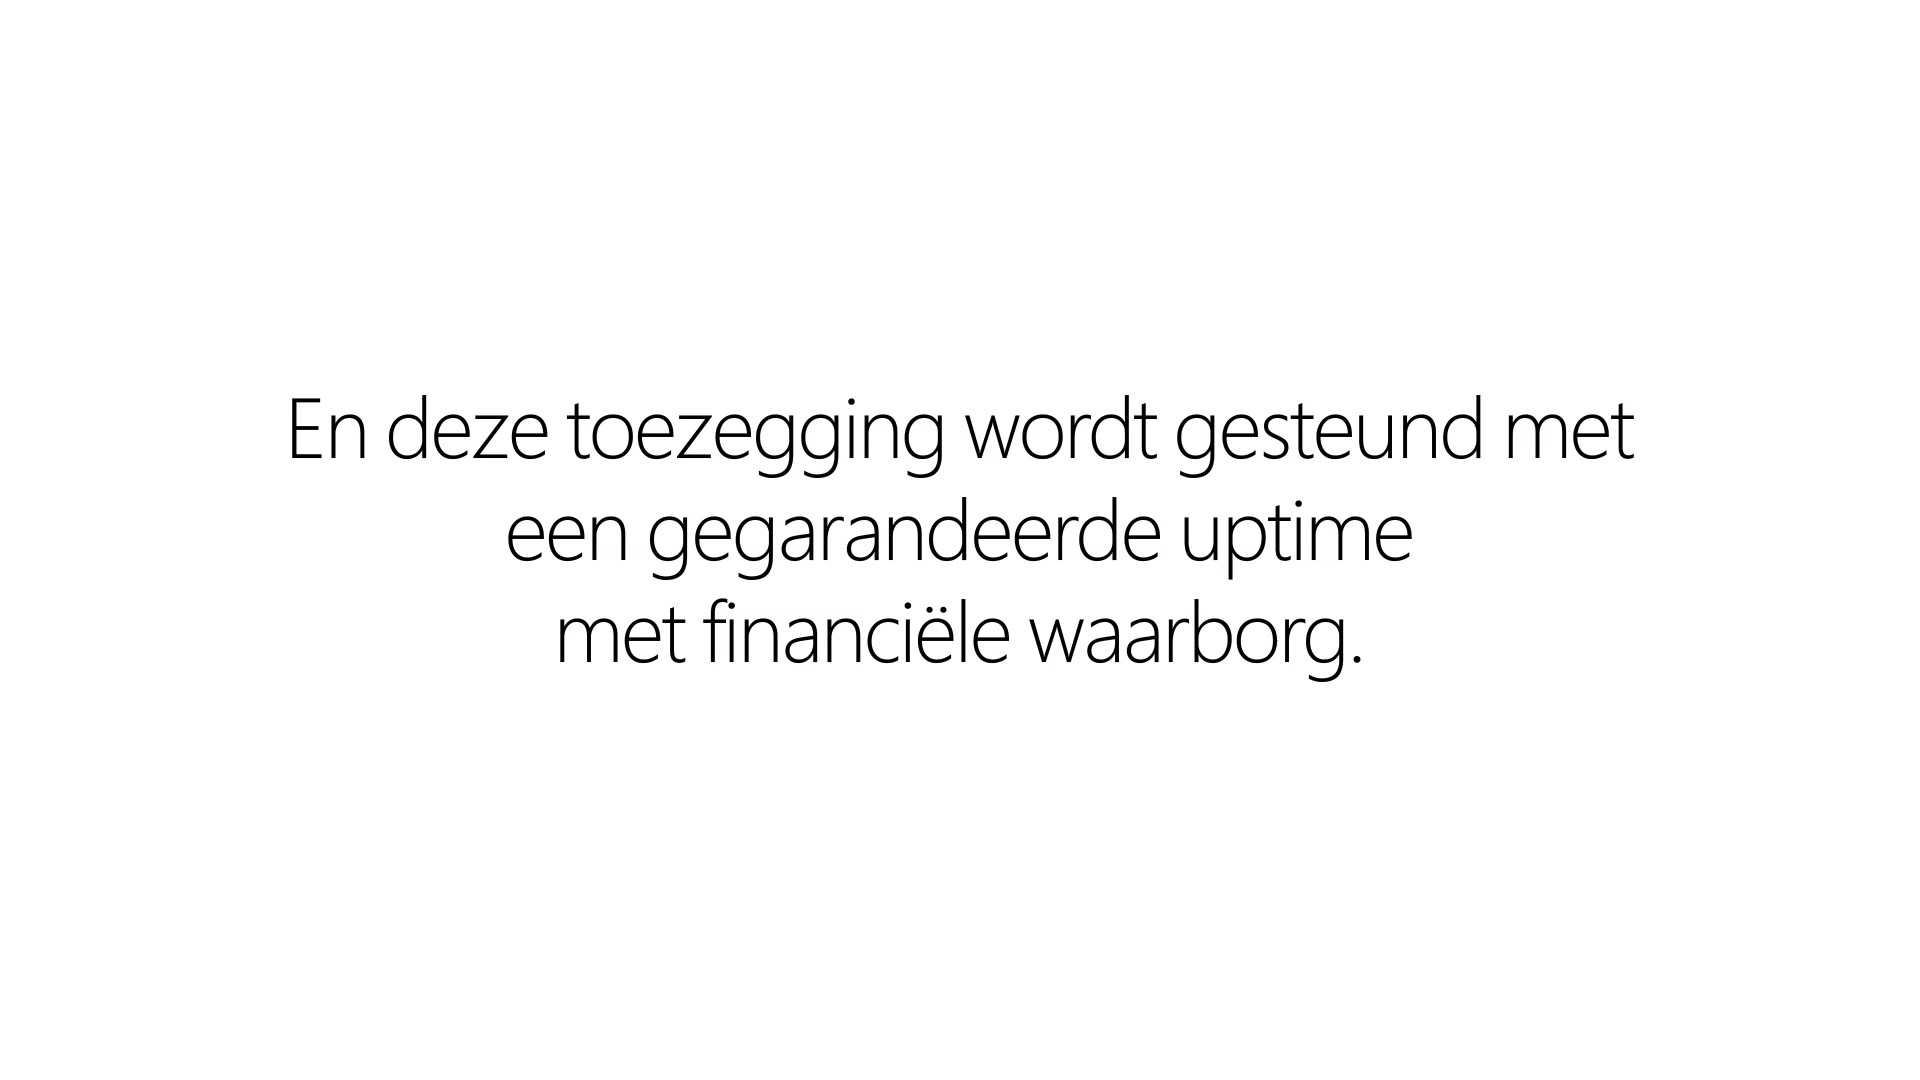 En deze toezegging wordt gesteund met
een gegarandeerde uptime
met financiële waarborg.